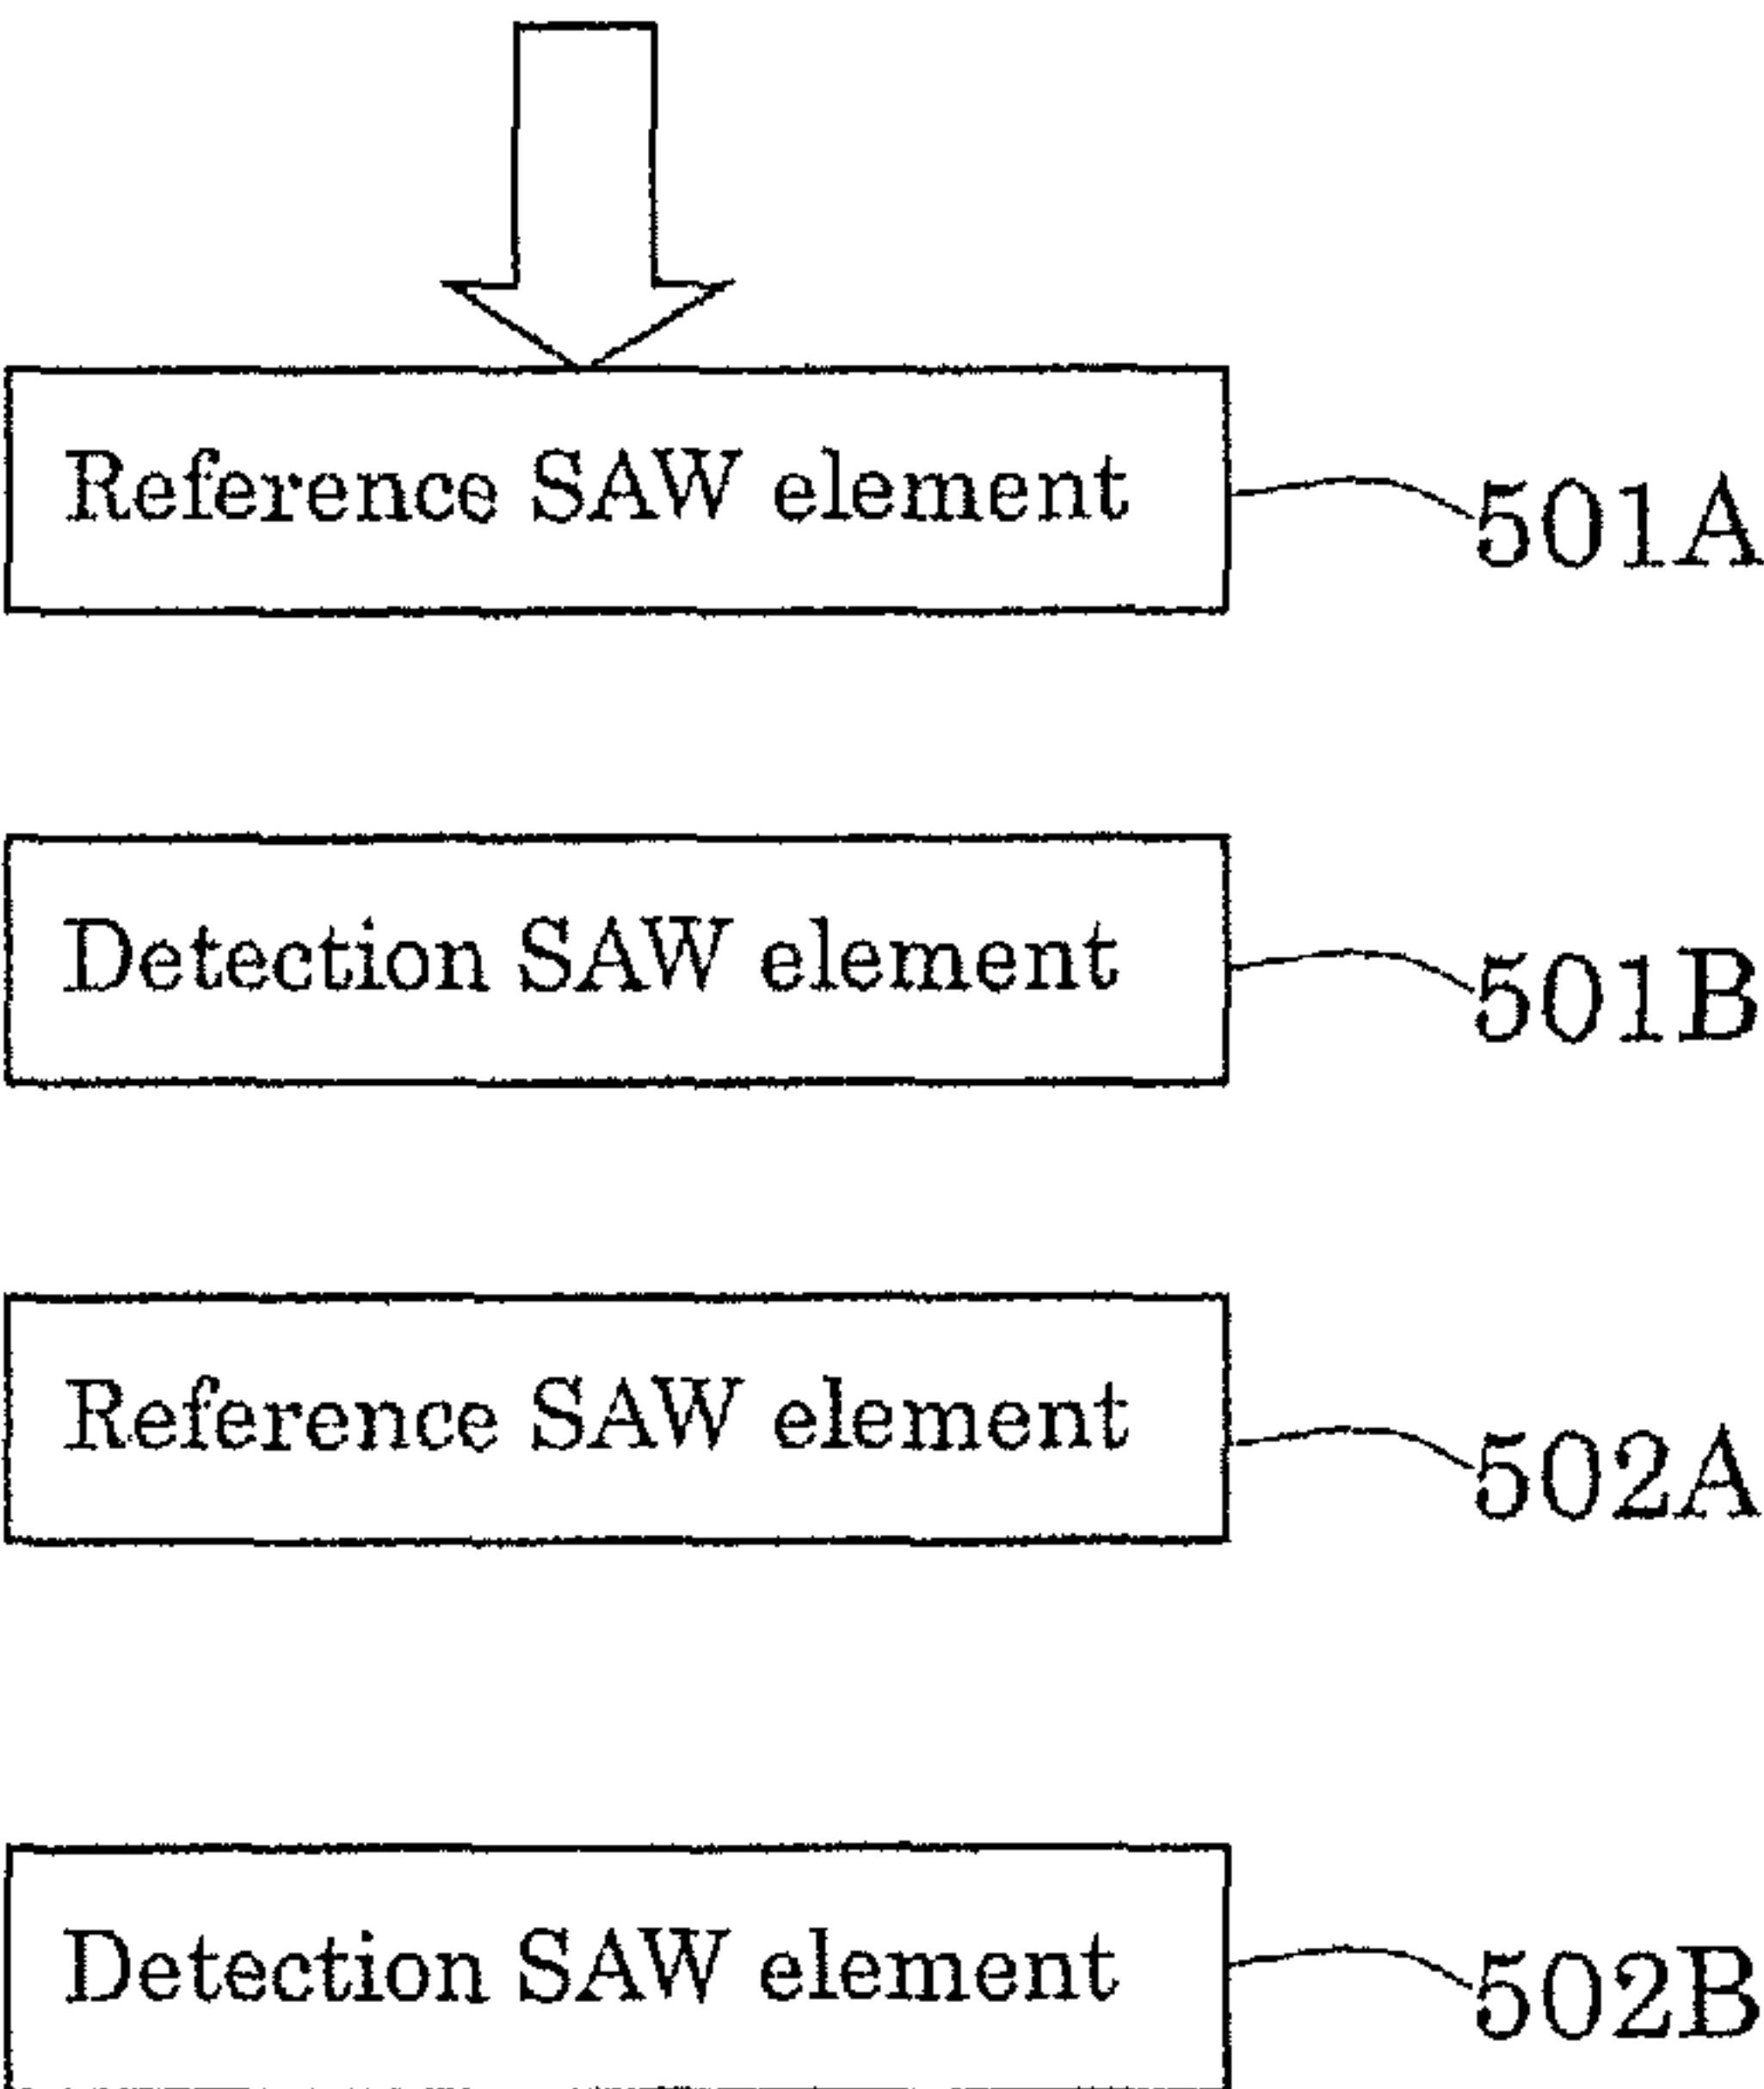 Reference SAW element 501A
Detection SAW element 501B
Reference SAW element 502A
Detection SAW element 502B